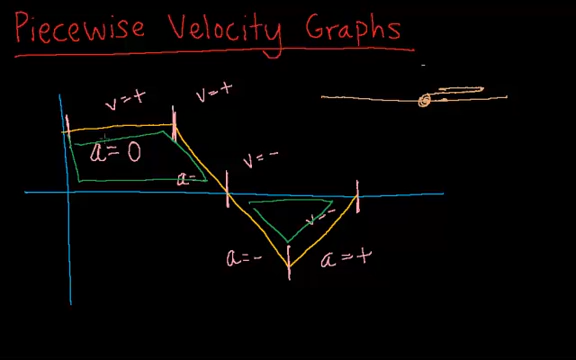 Piecewise Velocity Graphs
v=+
v=+
a=0
v=-
a-
v=-
a=-
a=+